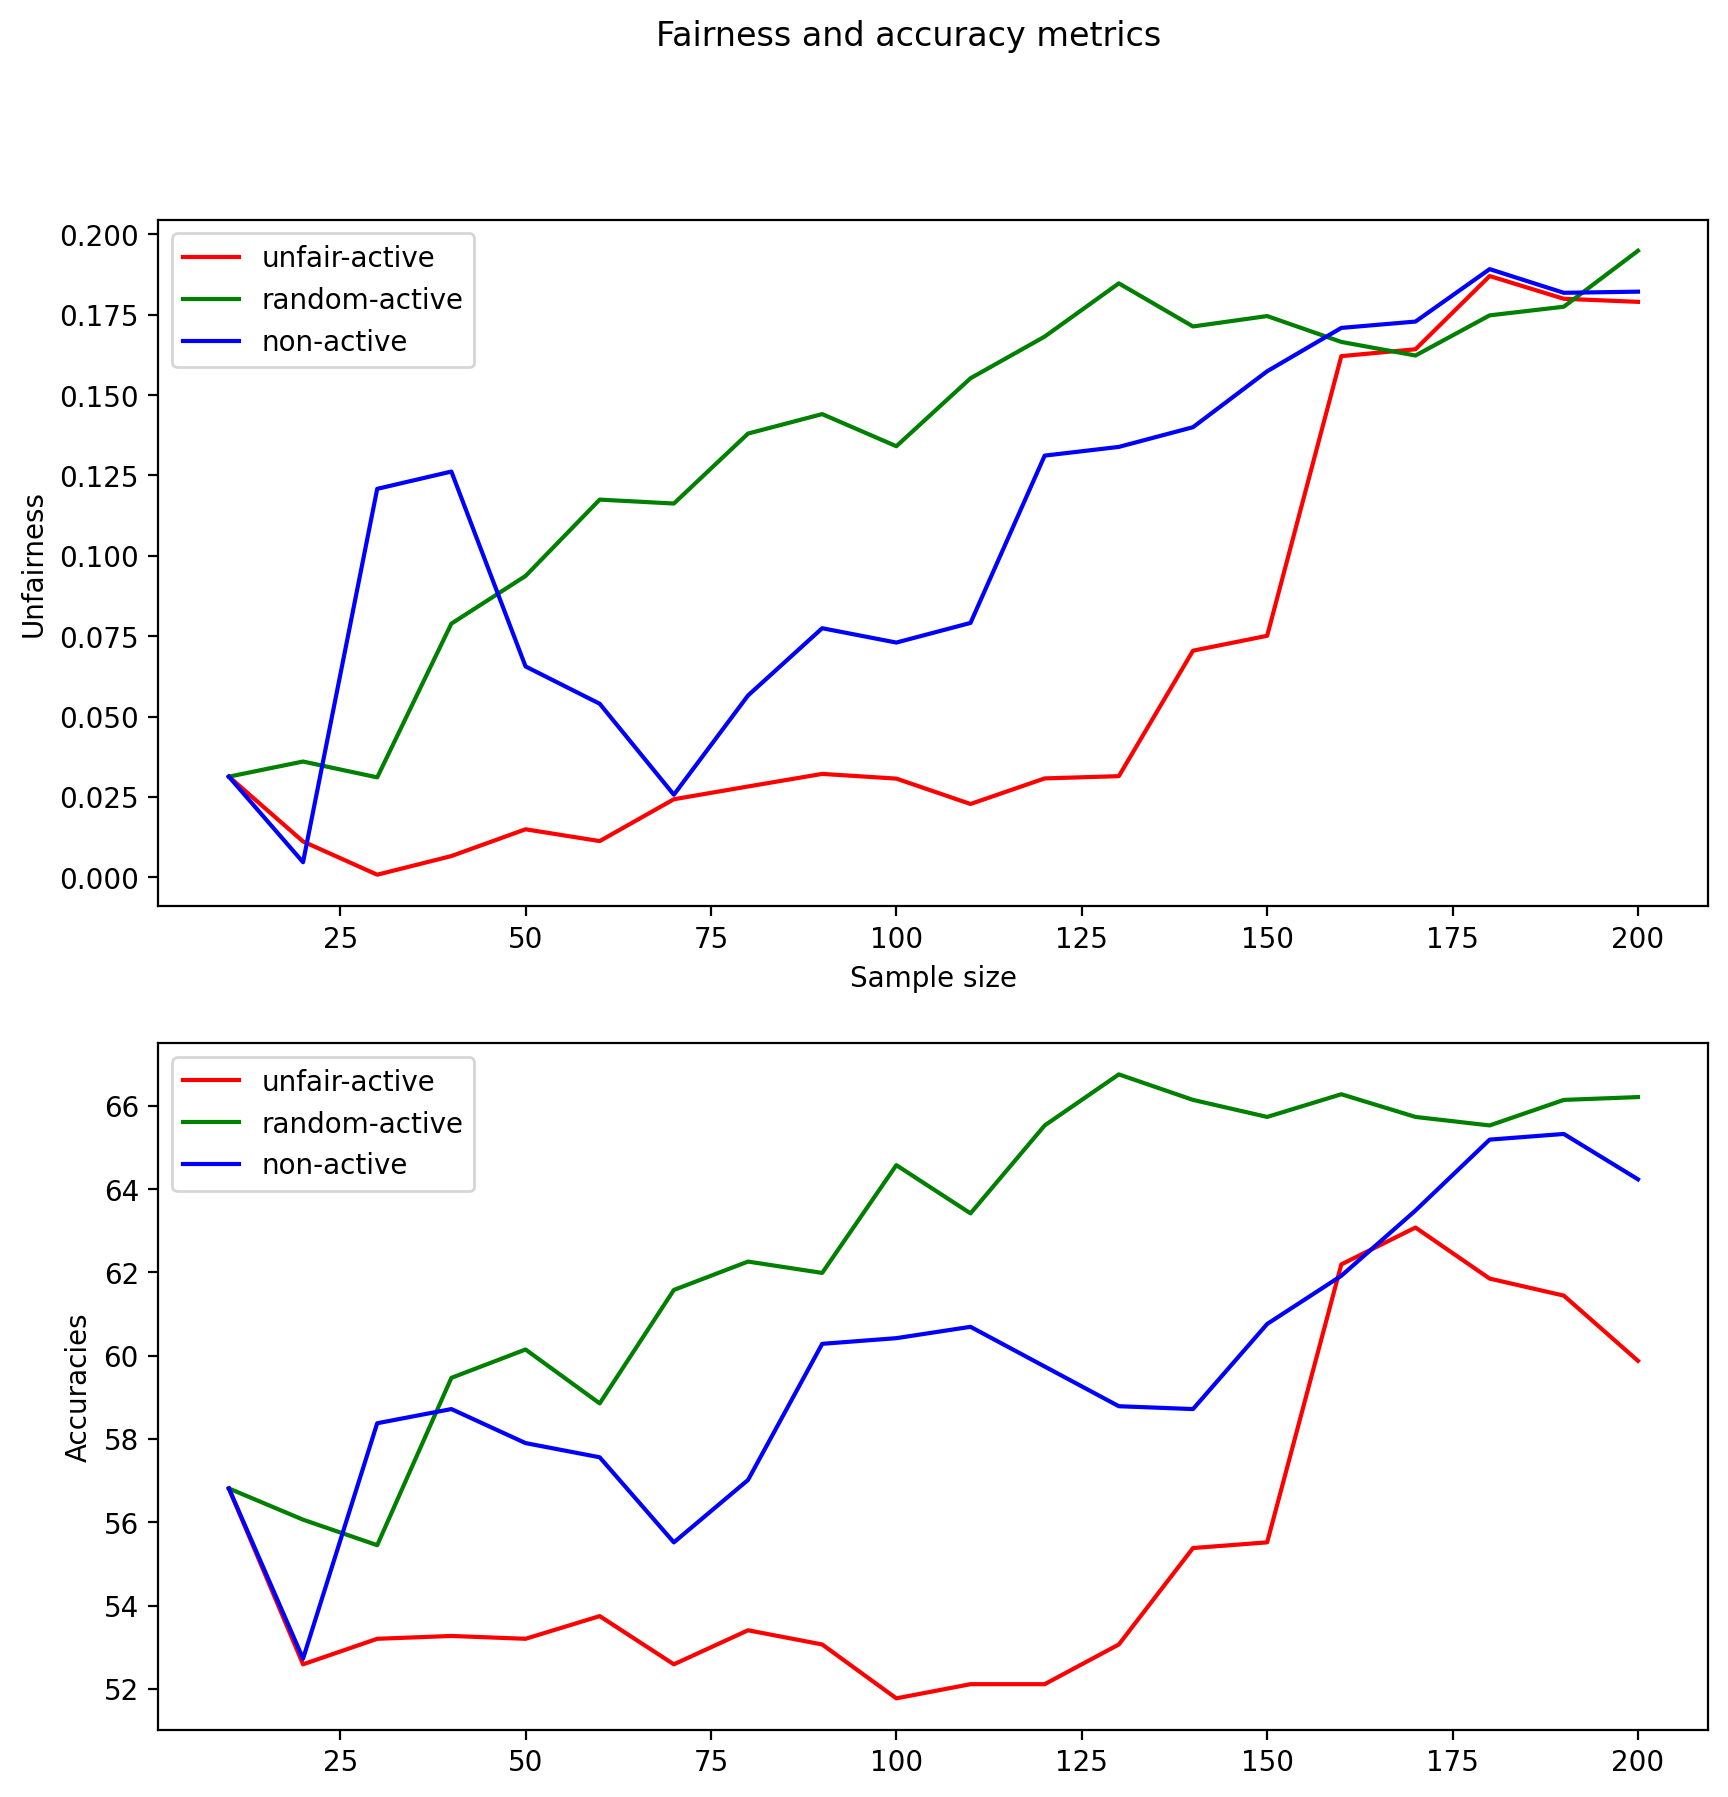 Fairness and accuracy metrics
0.200
0.175
0.150
0.125
0.100
0.075
0.050
0.025
0.000
Unfairness
unfair-active
random-active
non-active
25 50 75 100 125 150 175 200
Sample size
66
64
62
60
58
56
54
52
Accuracies
unfair-active
random-active
non-active
25 50 75 100 125 150 175 200